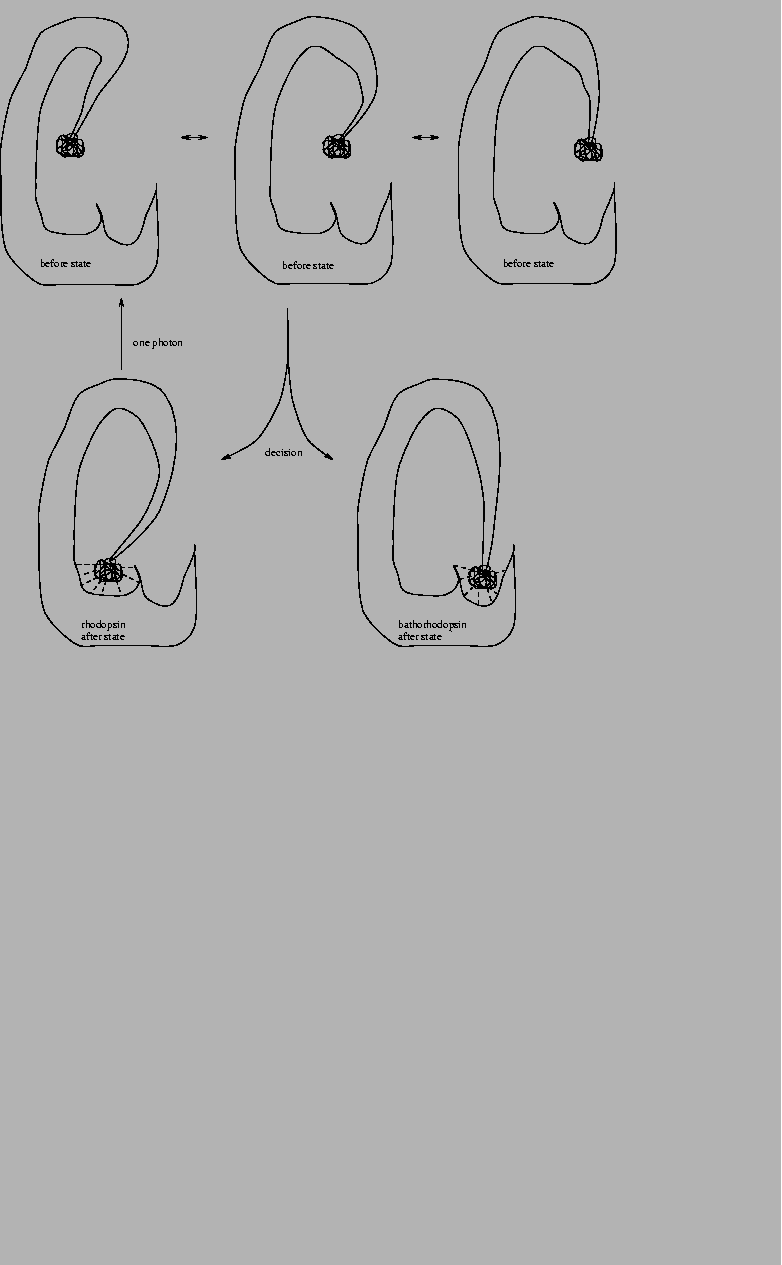 before state
before state
before state
one photon
decision
rhodopsin
after state
bathorhodopsin
after state